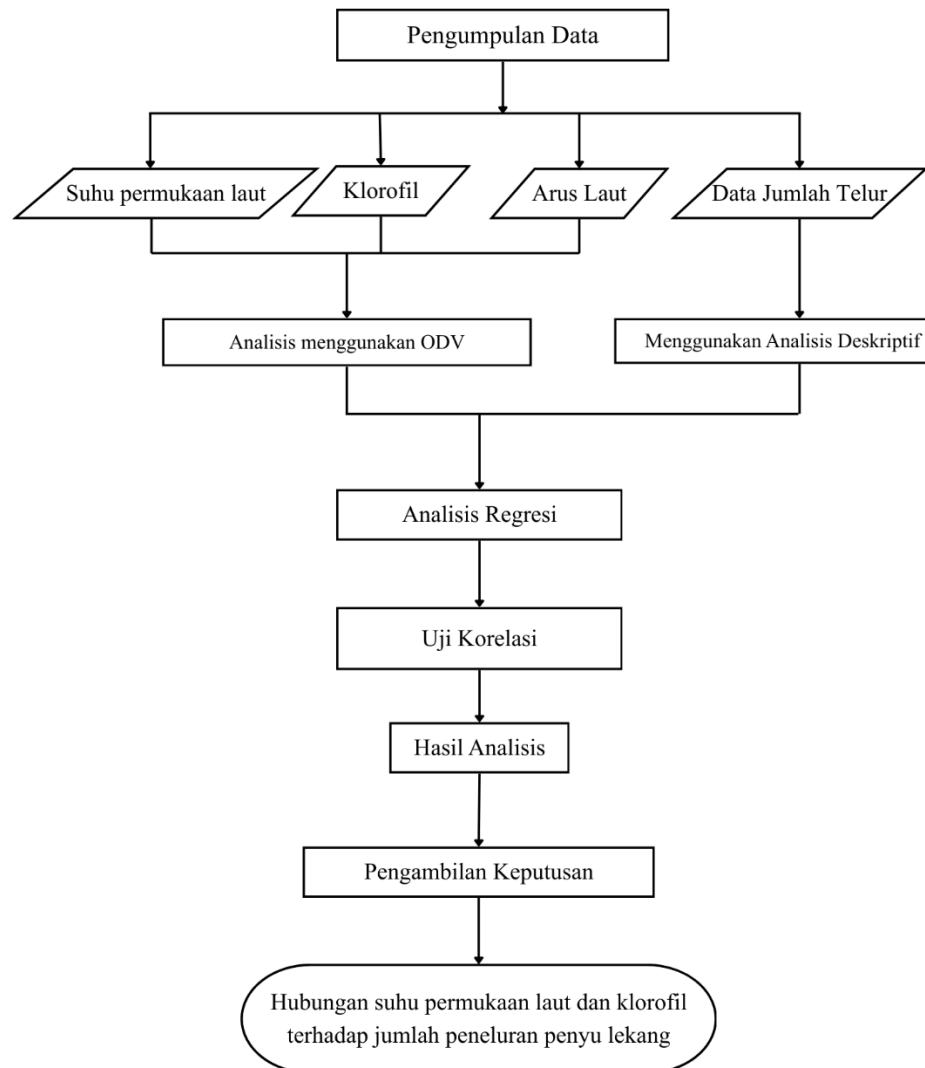 Pengumpulan Data
Suhu permukaan laut
Klorofil
Arus Laut
Data Jumlah Telur
Analisis menggunakan ODV
Menggunakan Analisis Deskriptif
Analisis Regresi
Uji Korelasi
Hasil Analisis
Pengambilan Keputusan
Hubungan suhu permukaan laut dan klorofil
terhadap jumlah peneluran penyu lekang